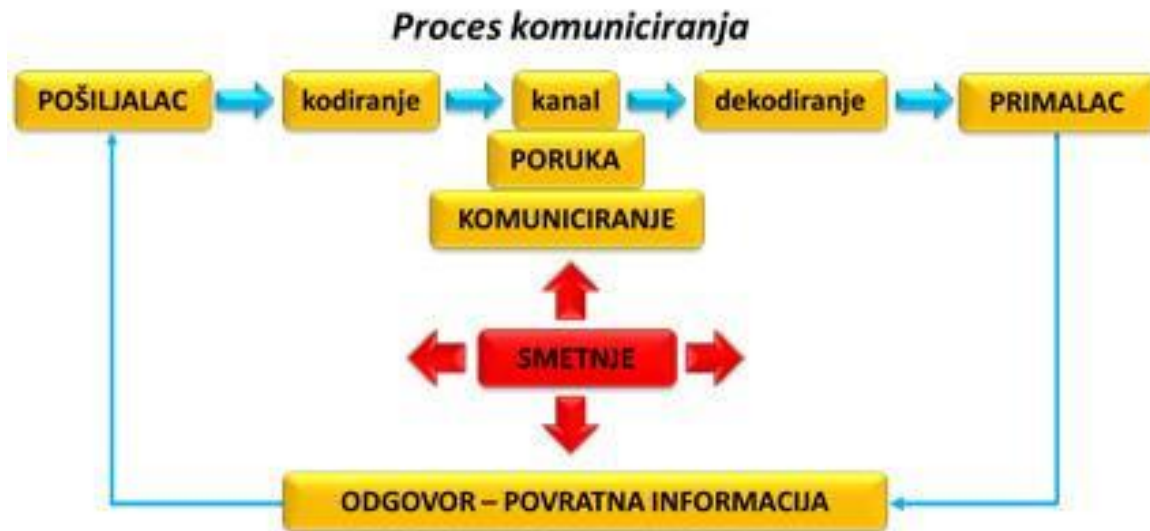 Proces komuniciranja
POŠILJALAC
kodiranje
kanal
dekodiranje
PRIMALAC
PORUKA
KOMUNICIRANJE
SMETNJE
ODGOVOR – POVRATNA INFORMACIJA